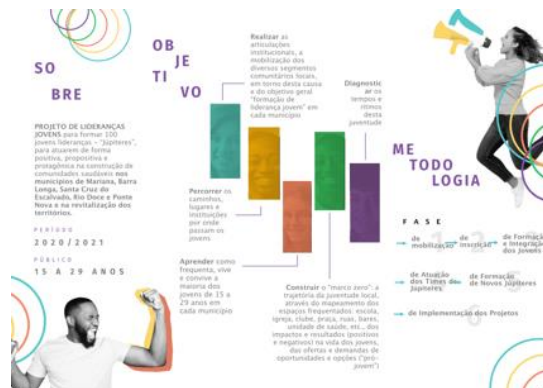 SO
BRE
PROJETO DE LIDERANÇAS
JOVENS para formar 100
jovens lideranças – "Júpiteres",
para atuarem de forma
positiva, propositiva e
protagônica na construção de
comunidades saudáveis nos
municípios de Mariana, Barra
Longa, Santa Cruz do
Escalvado, Rio Doce e Ponte
Nova e na revitalização dos
territórios.
PERÍODO
2020/2021
PÚBLICO
15 A 29 ANOS
OB
JE
TI
VO
Realizar as
articulações
institucionais, a
mobilização dos
diversos segmentos
comunitários locais,
em torno desta causa
e do objetivo geral
"formação de
liderança jovem" em
cada município
Diagnostic
ar os
tempos e
ritmos
desta
juventude
Percorrer os
caminhos,
lugares e
instituições
por onde
passam os
jovens
Aprender como
frequenta, vive
e convive a
maioria dos
jovens de 15 a
29 anos em
cada município
Construir o "marco zero": a
trajetória da juventude local,
através do mapeamento dos
espaços frequentados: escola,
igreja, clube, praça, ruas, bares,
unidade de saúde, etc., dos
impactos e resultados (positivos
e negativos) na vida dos jovens,
das ofertas e demandas de
oportunidades e opções ("pró-
jovem")
ME
TODO
LOGIA
FASE
1
de
mobilização
2
de
inscrição
de Formação
e Integração
dos Jovens
de Atuação
dos Times de
Júpiteres
5
de Formação
de Novos Júpiteres
6
de Implementação dos Projetos